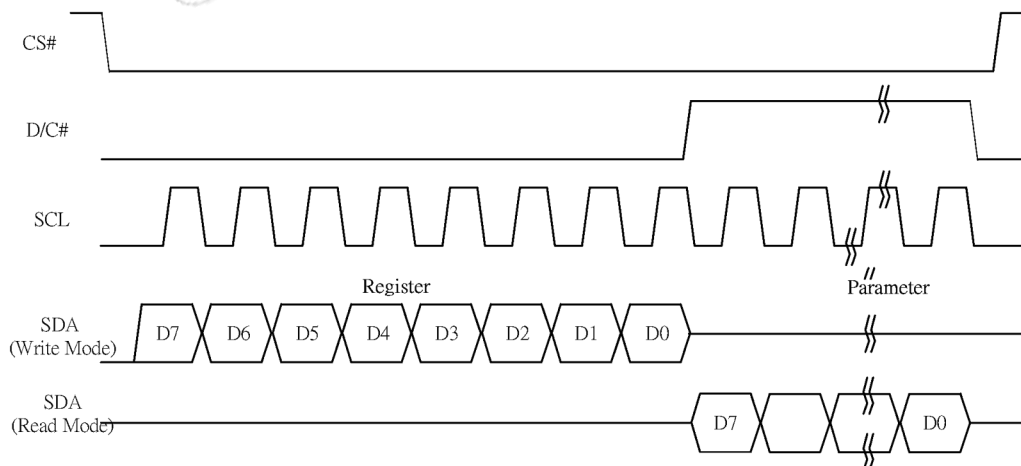 CS#
D/C#
SCL
Register
Parameter
SDA
(Write Mode)
D7 D6 D5 D4 D3 D2 D1 D0
SDA
(Read Mode)
D7 D0